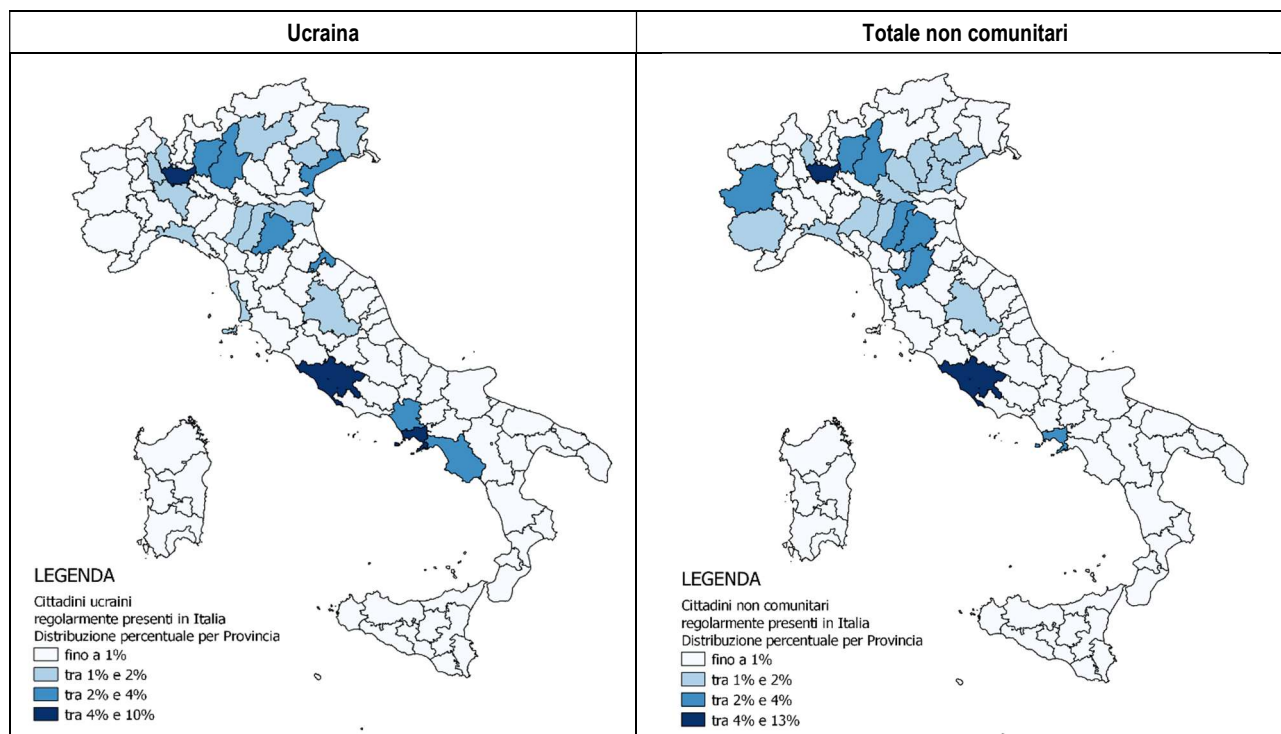 Ucraina
Totale non comunitari
LEGENDA
Cittadini ucraini
regolarmente presenti in Italia
Distribuzione percentuale per Provincia
fino a 1%
tra 1% e 2%
tra 2% e 4%
tra 4% e 10%
LEGENDA
Cittadini non comunitari
regolarmente presenti in Italia
Distribuzione percentuale per Provincia
fino a 1%
tra 1% e 2%
tra 2% e 4%
tra 4% e 13%